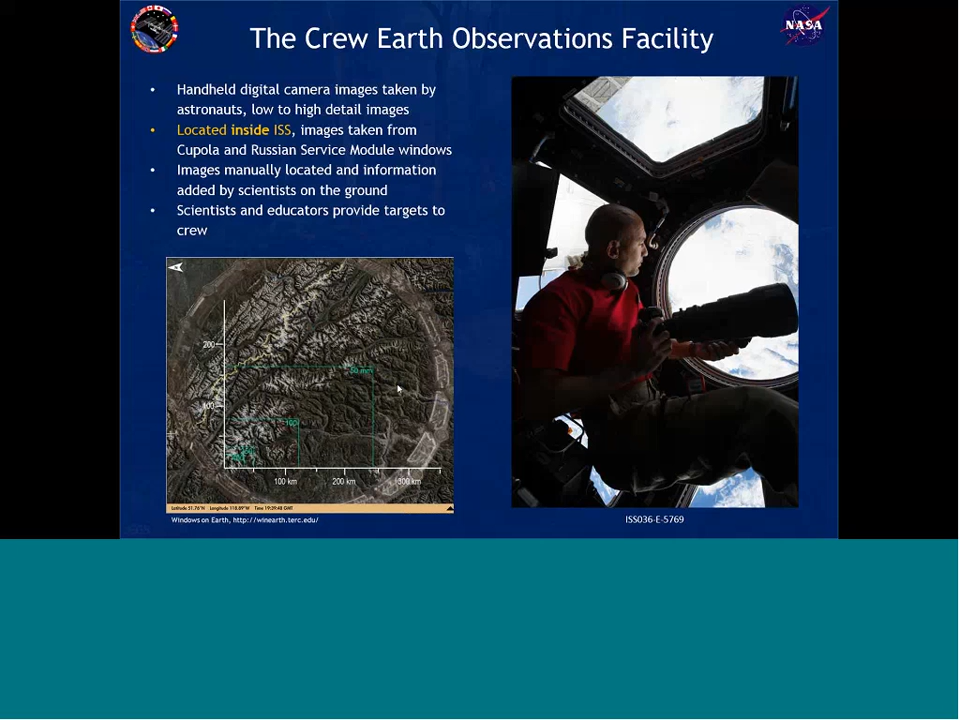 The Crew Earth Observations Facility
NASA
• Handheld digital camera images taken by
astronauts, low to high detail images
• Located inside ISS, images taken from
Cupola and Russian Service Module windows
• Images manually located and information
added by scientists on the ground
• Scientists and educators provide targets to
crew
200
100
100 km
200 km
300 km
Windows on Earth, http://winearth.terc.edu/
ISS036-E-5769